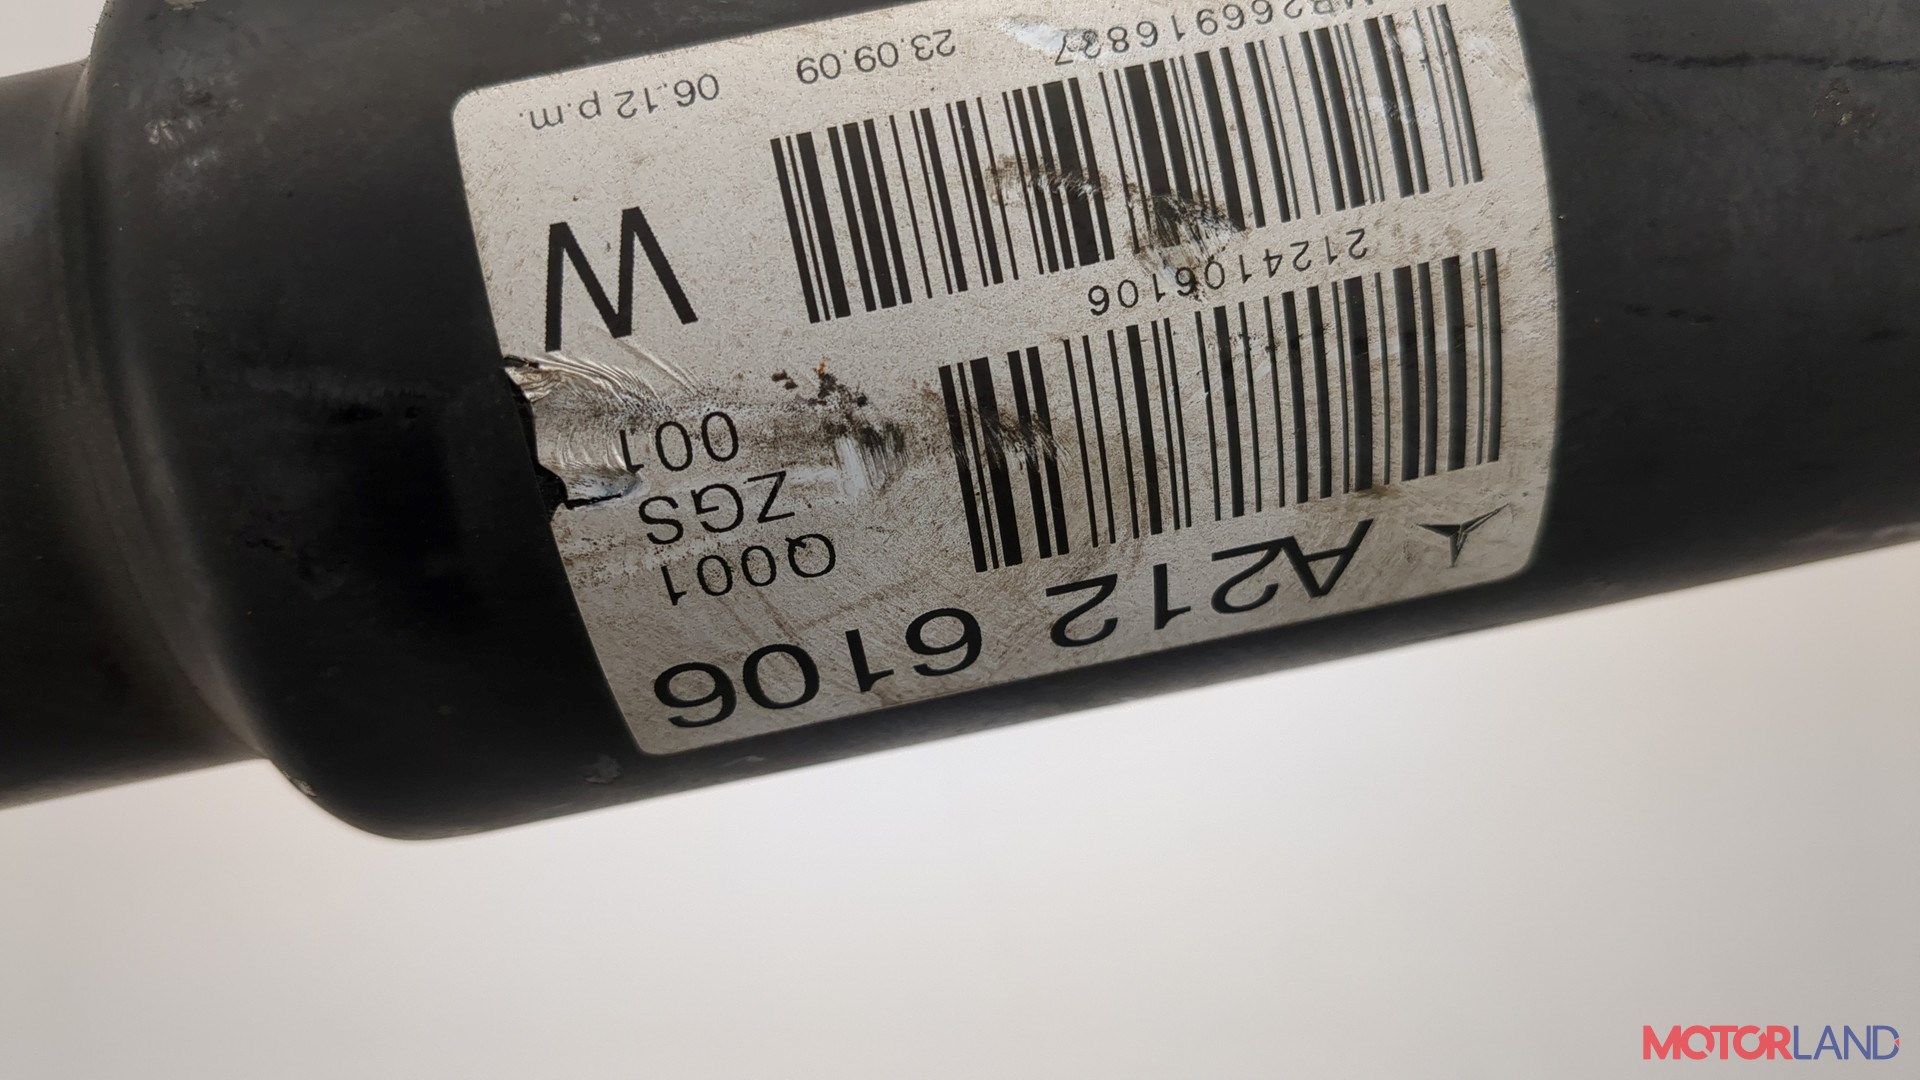 A212 6106
Q001
ZGS
001
2124106106
W
23.09.09
06.12 p.m.
MOTORLAND